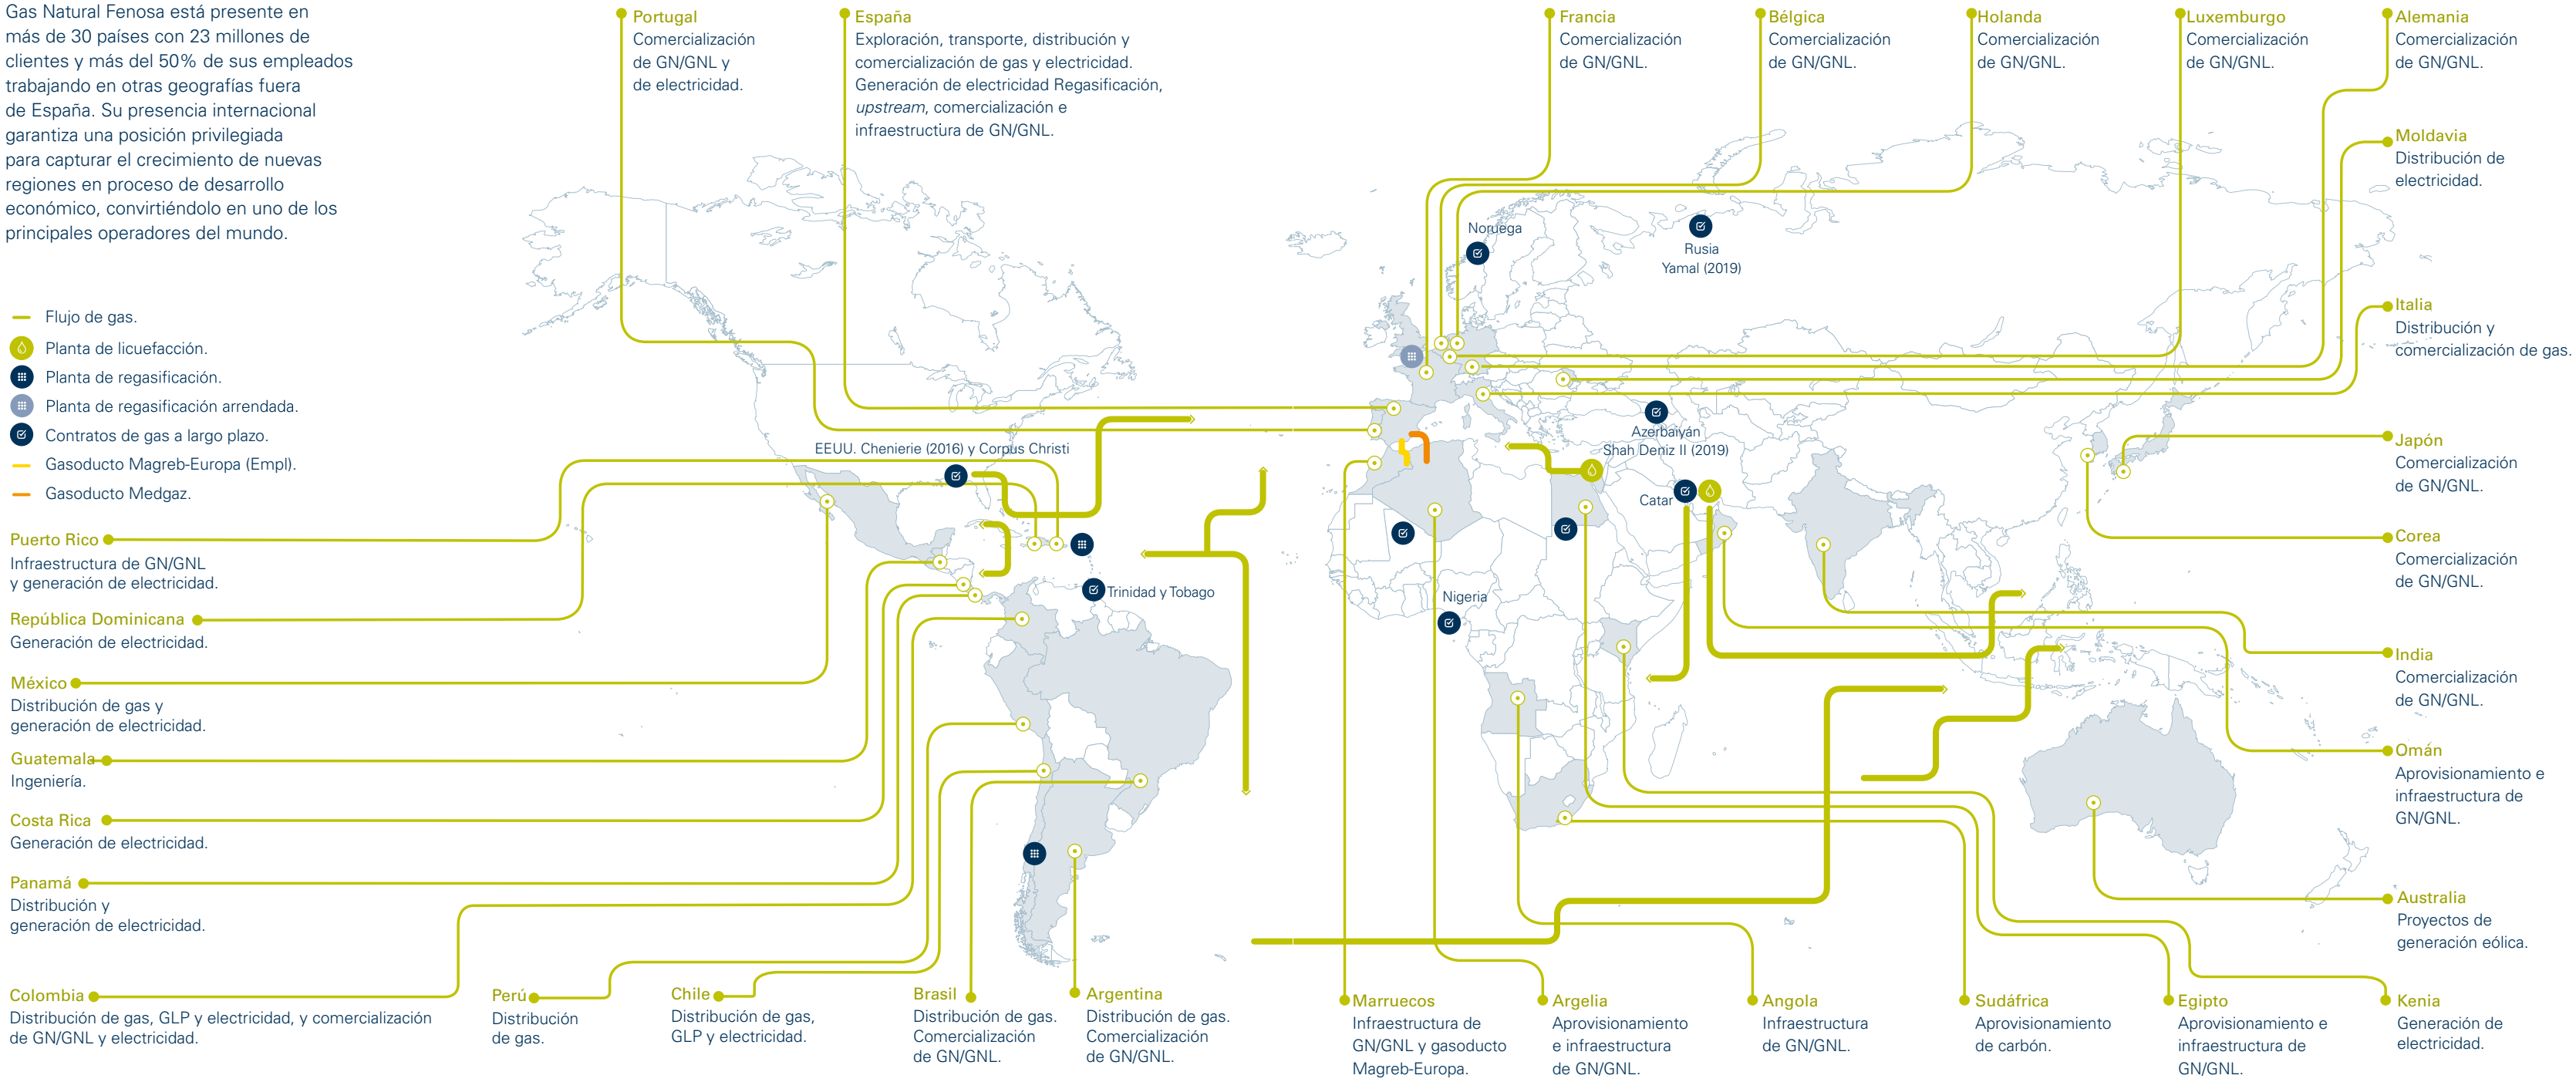 Gas Natural Fenosa está presente en
más de 30 países con 23 millones de
clientes y más del 50% de sus empleados
trabajando en otras geografías fuera
de España. Su presencia internacional
garantiza una posición privilegiada
para capturar el crecimiento de nuevas
regiones en proceso de desarrollo
económico, convirtiéndolo en uno de los
principales operadores del mundo.
Flujo de gas.
Planta de licuefacción.
Planta de regasificación.
Planta de regasificación arrendada.
Contratos de gas a largo plazo.
Gasoducto Magreb-Europa (Empl).
Gasoducto Medgaz.
Portugal
Comercialización
de GN/GNL y
de electricidad.
España
Exploración, transporte, distribución y
comercialización de gas y electricidad.
Generación de electricidad Regasificación,
upstream, comercialización e
infraestructura de GN/GNL.
Francia
Comercialización
de GN/GNL.
Bélgica
Comercialización
de GN/GNL.
Holanda
Comercialización
de GN/GNL.
Luxemburgo
Comercialización
de GN/GNL.
Alemania
Comercialización
de GN/GNL.
Moldavia
Distribución de
electricidad.
Italia
Distribución y
comercialización de gas.
Japón
Comercialización
de GN/GNL.
Corea
Comercialización
de GN/GNL.
India
Comercialización
de GN/GNL.
Omán
Aprovisionamiento e
infraestructura de
GN/GNL.
Australia
Proyectos de
generación eólica.
Noruega
Rusia
Yamal (2019)
Azerbaiyán
Shah Deniz II (2019)
Catar
EEUU. Chenierie (2016) y Corpus Christi
Trinidad y Tobago
Nigeria
Puerto Rico
Infraestructura de GN/GNL
y generación de electricidad.
República Dominicana
Generación de electricidad.
México
Distribución de gas y
generación de electricidad.
Guatemala
Ingeniería.
Costa Rica
Generación de electricidad.
Panamá
Distribución y
generación de electricidad.
Colombia
Distribución de gas, GLP y electricidad, y comercialización
de GN/GNL y electricidad.
Perú
Distribución
de gas.
Chile
Distribución de gas,
GLP y electricidad.
Brasil
Distribución de gas.
Comercialización
de GN/GNL.
Argentina
Distribución de gas.
Comercialización
de GN/GNL.
Marruecos
Infraestructura de
GN/GNL y gasoducto
Magreb-Europa.
Argelia
Aprovisionamiento
e infraestructura
de GN/GNL.
Angola
Infraestructura
de GN/GNL.
Sudáfrica
Aprovisionamiento
de carbón.
Egipto
Aprovisionamiento e
infraestructura de
GN/GNL.
Kenia
Generación de
electricidad.